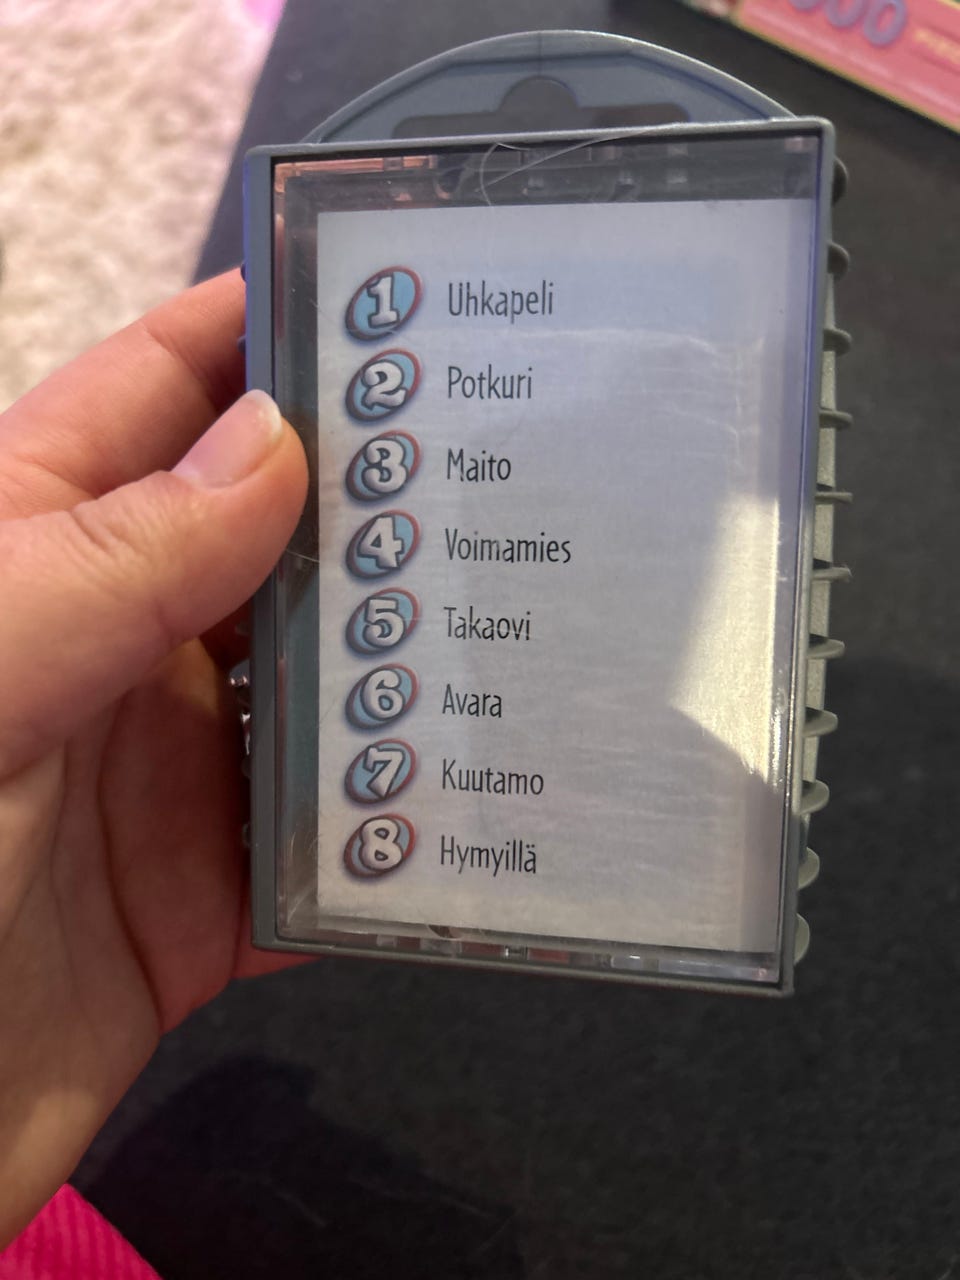 1 Uhkapeli
2 Potkuri
3 Maito
4 Voimamies
5 Takaovi
6 Avara
7 Kuutamo
8 Hymyillä